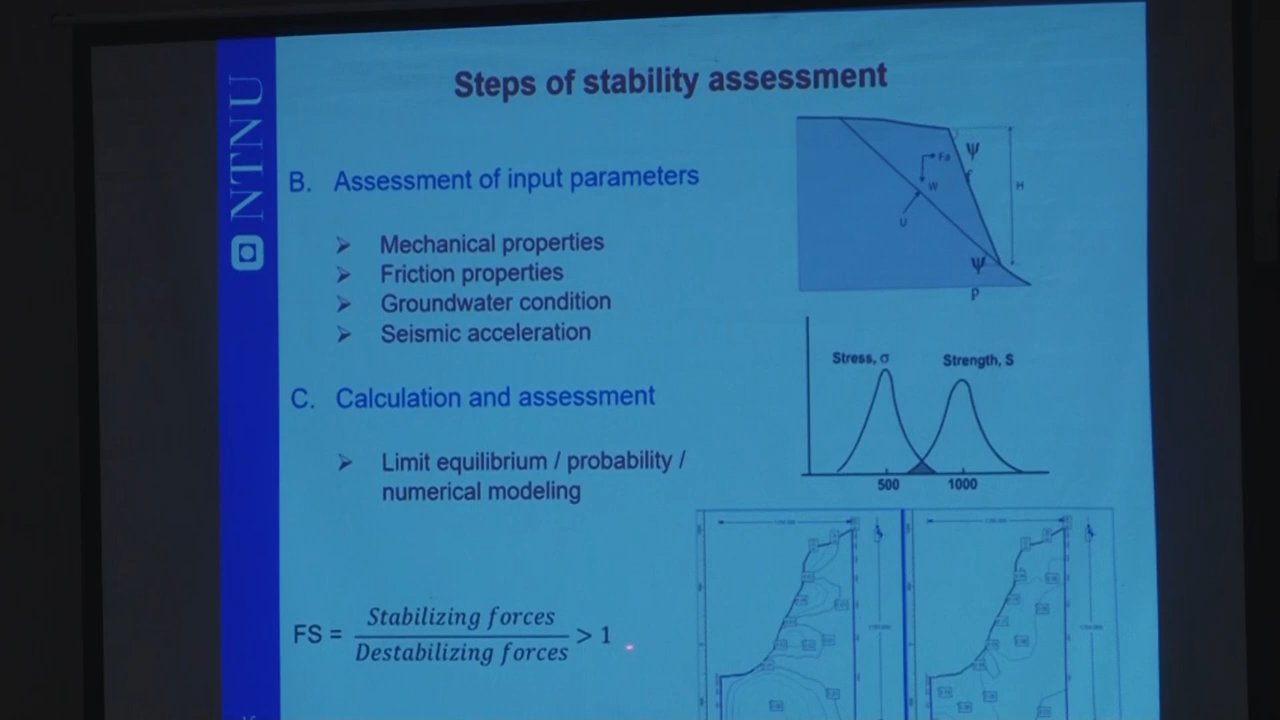 Steps of stability assessment
NTNU
B. Assessment of input parameters
Mechanical properties
Friction properties
Groundwater condition
Seismic acceleration
C. Calculation and assessment
Limit equilibrium / probability /
numerical modeling
FS = Stabilizing forces / Destabilizing forces > 1
ψ
f
Fa
W
H
U
ψ
P
Stress, σ
Strength, S
500
1000